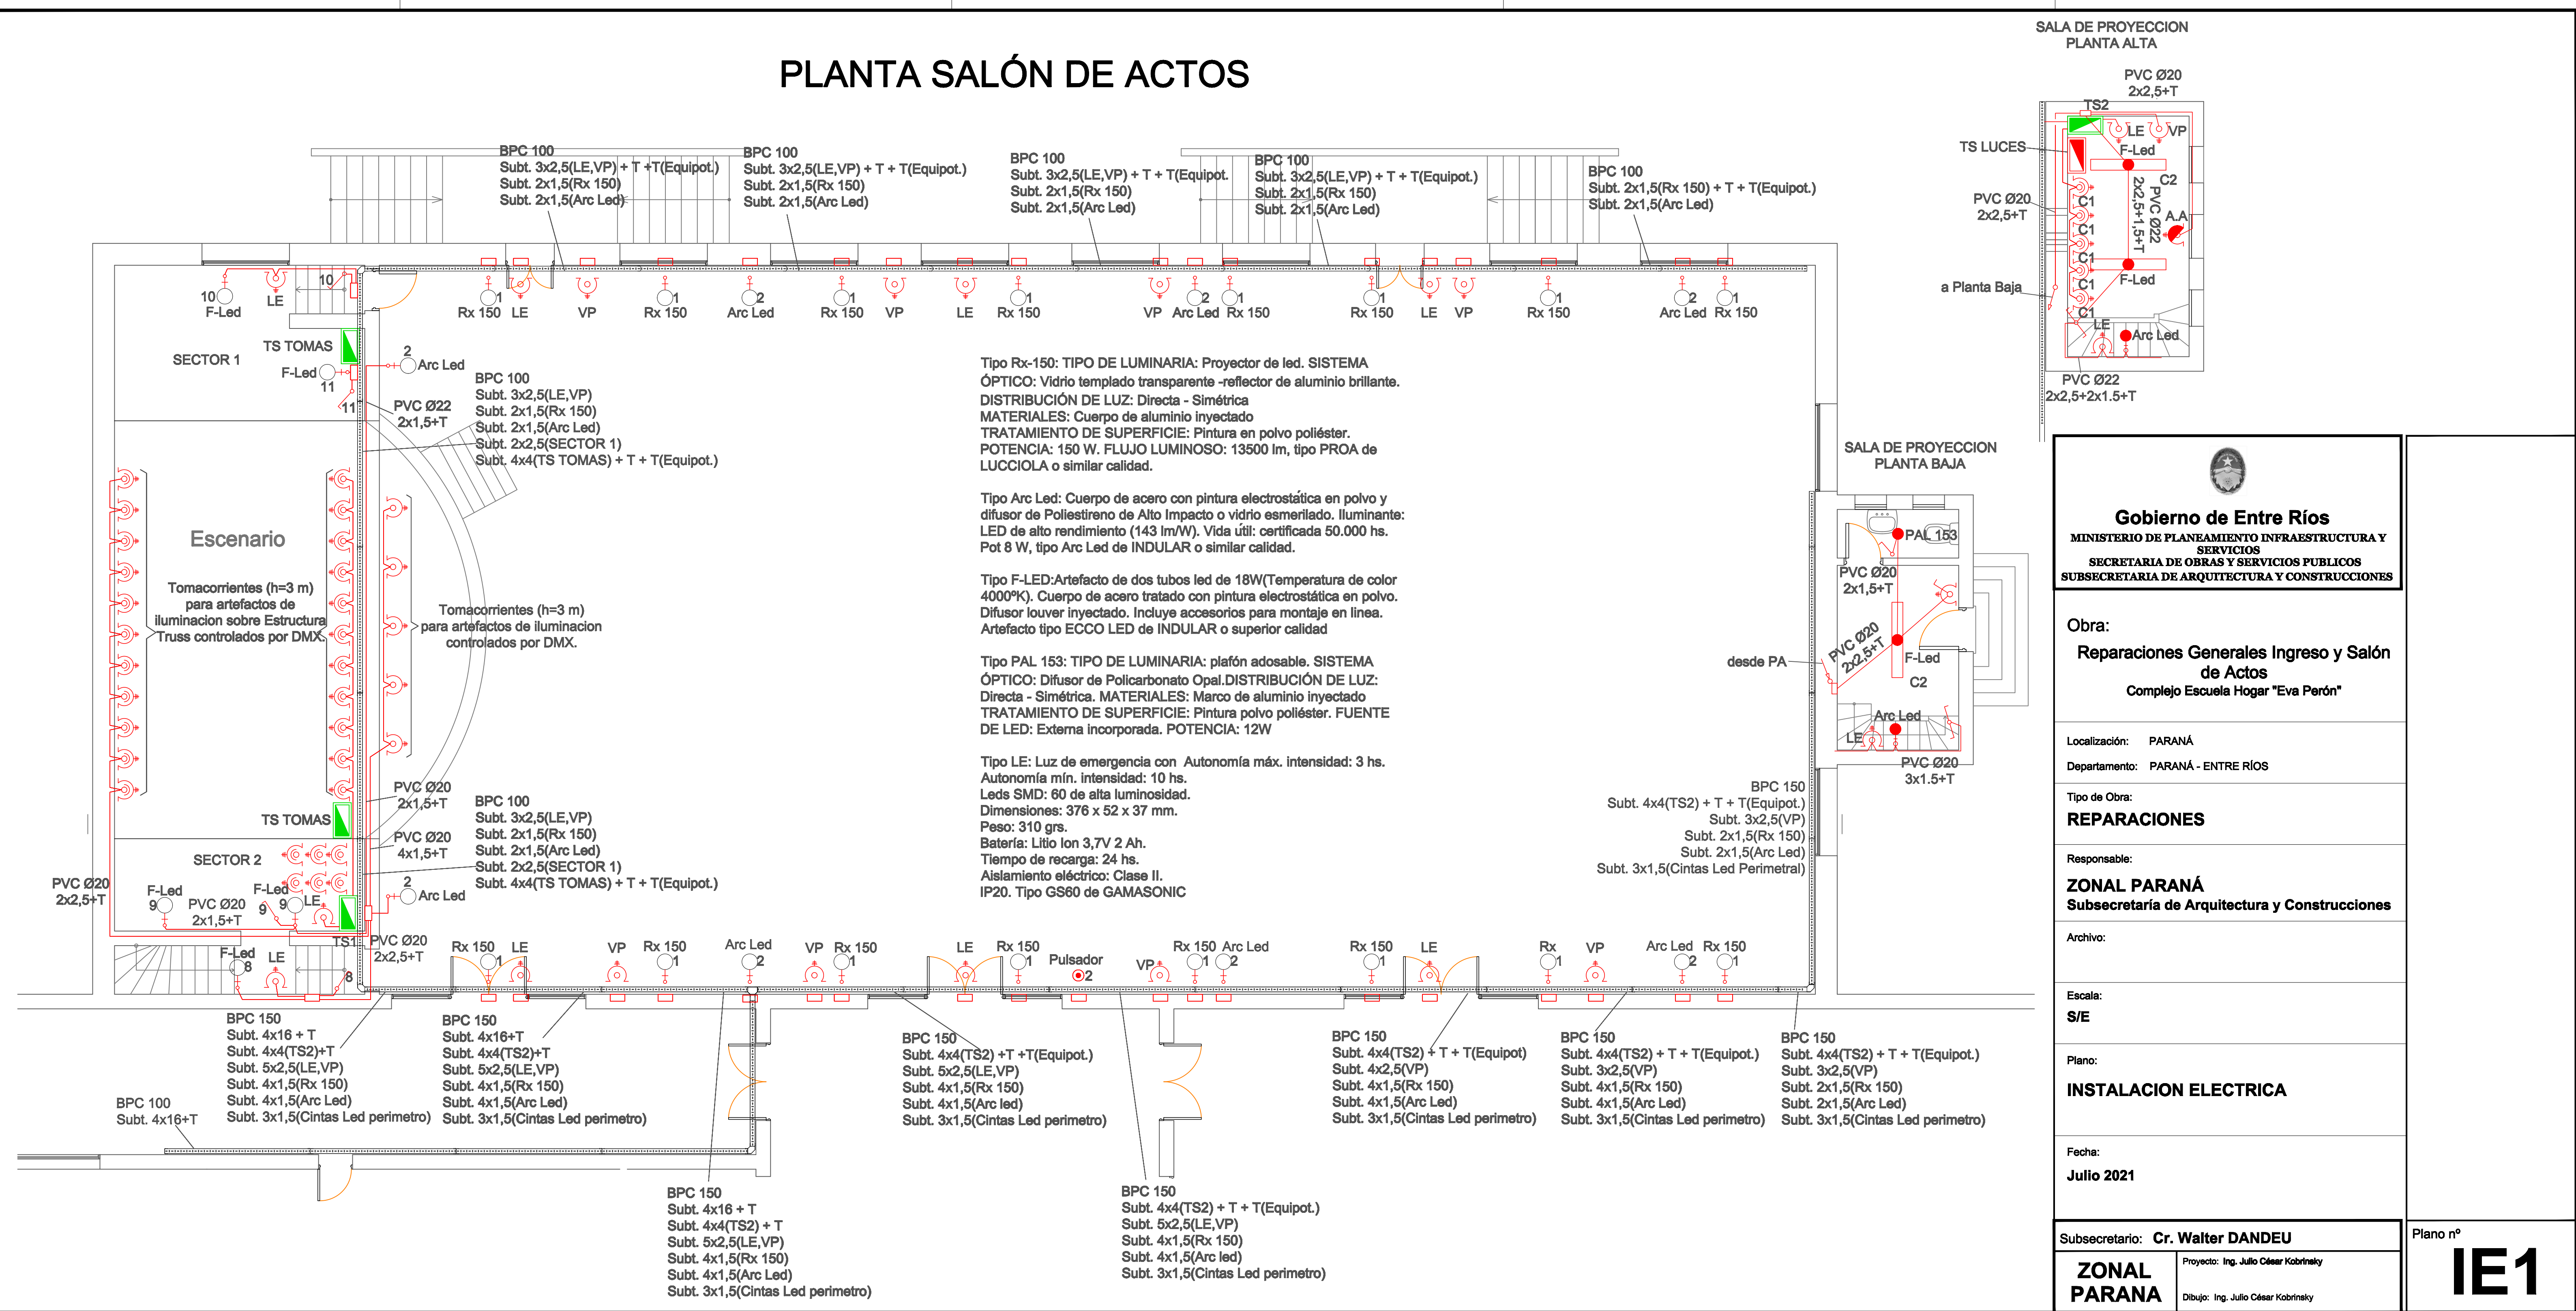 PLANTA SALÓN DE ACTOS
SALA DE PROYECCION
PLANTA ALTA
PVC Ø20
2x2,5+T
TS2
LE
VP
TS LUCES
F-Led
C2
PVC Ø20
2x2,5+T
C1
PVC Ø22
2x2,5+1,5+T
A.A
C1
C1
C1
F-Led
a Planta Baja
C1
LE
Arc Led
PVC Ø22
2x2,5+2x1.5+T
BPC 100
Subt. 3x2,5(LE,VP) + T +T(Equipot.)
Subt. 2x1,5(Rx 150)
Subt. 2x1,5(Arc Led)
BPC 100
Subt. 3x2,5(LE,VP) + T + T(Equipot.)
Subt. 2x1,5(Rx 150)
Subt. 2x1,5(Arc Led)
BPC 100
Subt. 3x2,5(LE,VP) + T + T(Equipot.
Subt. 2x1,5(Rx 150)
Subt. 2x1,5(Arc Led)
BPC 100
Subt. 3x2,5(LE,VP) + T + T(Equipot.)
Subt. 2x1,5(Rx 150)
Subt. 2x1,5(Arc Led)
BPC 100
Subt. 2x1,5(Rx 150) + T + T(Equipot.)
Subt. 2x1,5(Arc Led)
10
F-Led
LE
10
1
Rx 150
LE
VP
1
Rx 150
2
Arc Led
1
Rx 150
VP
LE
1
Rx 150
VP
2
Arc Led
1
Rx 150
1
Rx 150
LE
VP
1
Rx 150
2
Arc Led
1
Rx 150
TS TOMAS
SECTOR 1
F-Led
11
11
2
Arc Led
PVC Ø22
2x1,5+T
BPC 100
Subt. 3x2,5(LE,VP)
Subt. 2x1,5(Rx 150)
Subt. 2x1,5(Arc Led)
Subt. 2x2,5(SECTOR 1)
Subt. 4x4(TS TOMAS) + T + T(Equipot.)
Escenario
Tomacorrientes (h=3 m)
para artefactos de
iluminacion sobre Estructura
Truss controlados por DMX.
Tomacorrientes (h=3 m)
para artefactos de iluminacion
controlados por DMX.
Tipo Rx-150: TIPO DE LUMINARIA: Proyector de led. SISTEMA
ÓPTICO: Vidrio templado transparente -reflector de aluminio brillante.
DISTRIBUCIÓN DE LUZ: Directa - Simétrica
MATERIALES: Cuerpo de aluminio inyectado
TRATAMIENTO DE SUPERFICIE: Pintura en polvo poliéster.
POTENCIA: 150 W. FLUJO LUMINOSO: 13500 lm, tipo PROA de
LUCCIOLA o similar calidad.
Tipo Arc Led: Cuerpo de acero con pintura electrostática en polvo y
difusor de Poliestireno de Alto Impacto o vidrio esmerilado. Iluminante:
LED de alto rendimiento (143 lm/W). Vida útil: certificada 50.000 hs.
Pot 8 W, tipo Arc Led de INDULAR o similar calidad.
Tipo F-LED:Artefacto de dos tubos led de 18W(Temperatura de color
4000ºK). Cuerpo de acero tratado con pintura electrostática en polvo.
Difusor louver inyectado. Incluye accesorios para montaje en linea.
Artefacto tipo ECCO LED de INDULAR o superior calidad
Tipo PAL 153: TIPO DE LUMINARIA: plafón adosable. SISTEMA
ÓPTICO: Difusor de Policarbonato Opal.DISTRIBUCIÓN DE LUZ:
Directa - Simétrica. MATERIALES: Marco de aluminio inyectado
TRATAMIENTO DE SUPERFICIE: Pintura polvo poliéster. FUENTE
DE LED: Externa incorporada. POTENCIA: 12W
Tipo LE: Luz de emergencia con Autonomía máx. intensidad: 3 hs.
Autonomía mín. intensidad: 10 hs.
Leds SMD: 60 de alta luminosidad.
Dimensiones: 376 x 52 x 37 mm.
Peso: 310 grs.
Batería: Litio Ion 3,7V 2 Ah.
Tiempo de recarga: 24 hs.
Aislamiento eléctrico: Clase II.
IP20. Tipo GS60 de GAMASONIC
SALA DE PROYECCION
PLANTA BAJA
PAL 153
PVC Ø20
2x1,5+T
PVC Ø20
2x2,5+T
desde PA
F-Led
C2
Arc Led
LE
PVC Ø20
3x1.5+T
BPC 150
Subt. 4x4(TS2) + T + T(Equipot.)
Subt. 3x2,5(VP)
Subt. 2x1,5(Rx 150)
Subt. 2x1,5(Arc Led)
Subt. 3x1,5(Cintas Led Perimetral)
TS TOMAS
PVC Ø20
2x1,5+T
PVC Ø20
4x1,5+T
BPC 100
Subt. 3x2,5(LE,VP)
Subt. 2x1,5(Rx 150)
Subt. 2x1,5(Arc Led)
Subt. 2x2,5(SECTOR 1)
Subt. 4x4(TS TOMAS) + T + T(Equipot.)
SECTOR 2
PVC Ø20
2x2,5+T
F-Led
9
PVC Ø20
2x1,5+T
F-Led
9
9
LE
2
Arc Led
TS1
PVC Ø20
2x2,5+T
F-Led
8
LE
8
Rx 150
1
LE
VP
Rx 150
1
Arc Led
2
VP
Rx 150
1
LE
Rx 150
1
Pulsador
2
VP
Rx 150
1
Arc Led
2
Rx 150
1
LE
Rx
1
VP
Arc Led
2
Rx 150
1
BPC 150
Subt. 4x16 + T
Subt. 4x4(TS2)+T
Subt. 5x2,5(LE,VP)
Subt. 4x1,5(Rx 150)
Subt. 4x1,5(Arc Led)
Subt. 3x1,5(Cintas Led perimetro)
BPC 150
Subt. 4x16+T
Subt. 4x4(TS2)+T
Subt. 5x2,5(LE,VP)
Subt. 4x1,5(Rx 150)
Subt. 4x1,5(Arc Led)
Subt. 3x1,5(Cintas Led perimetro)
BPC 150
Subt. 4x4(TS2) +T +T(Equipot.)
Subt. 5x2,5(LE,VP)
Subt. 4x1,5(Rx 150)
Subt. 4x1,5(Arc led)
Subt. 3x1,5(Cintas Led perimetro)
BPC 150
Subt. 4x4(TS2) + T + T(Equipot)
Subt. 4x2,5(VP)
Subt. 4x1,5(Rx 150)
Subt. 4x1,5(Arc Led)
Subt. 3x1,5(Cintas Led perimetro)
BPC 150
Subt. 4x4(TS2) + T + T(Equipot.)
Subt. 3x2,5(VP)
Subt. 4x1,5(Rx 150)
Subt. 4x1,5(Arc Led)
Subt. 3x1,5(Cintas Led perimetro)
BPC 150
Subt. 4x4(TS2) + T + T(Equipot.)
Subt. 3x2,5(VP)
Subt. 2x1,5(Rx 150)
Subt. 2x1,5(Arc Led)
Subt. 3x1,5(Cintas Led perimetro)
BPC 100
Subt. 4x16+T
BPC 150
Subt. 4x16 + T
Subt. 4x4(TS2) + T
Subt. 5x2,5(LE,VP)
Subt. 4x1,5(Rx 150)
Subt. 4x1,5(Arc Led)
Subt. 3x1,5(Cintas Led perimetro)
BPC 150
Subt. 4x4(TS2) + T + T(Equipot.)
Subt. 5x2,5(LE,VP)
Subt. 4x1,5(Rx 150)
Subt. 4x1,5(Arc led)
Subt. 3x1,5(Cintas Led perimetro)
Gobierno de Entre Ríos
MINISTERIO DE PLANEAMIENTO INFRAESTRUCTURA Y
SERVICIOS
SECRETARIA DE OBRAS Y SERVICIOS PUBLICOS
SUBSECRETARIA DE ARQUITECTURA Y CONSTRUCCIONES
Obra:
Reparaciones Generales Ingreso y Salón
de Actos
Complejo Escuela Hogar "Eva Perón"
Localización: PARANÁ
Departamento: PARANÁ - ENTRE RÍOS
Tipo de Obra:
REPARACIONES
Responsable:
ZONAL PARANÁ
Subsecretaría de Arquitectura y Construcciones
Archivo:
Escala:
S/E
Plano:
INSTALACION ELECTRICA
Fecha:
Julio 2021
Subsecretario: Cr. Walter DANDEU
ZONAL
PARANA
Proyecto: Ing. Julio César Kobrinsky
Dibujo: Ing. Julio César Kobrinsky
Plano nº
IE1